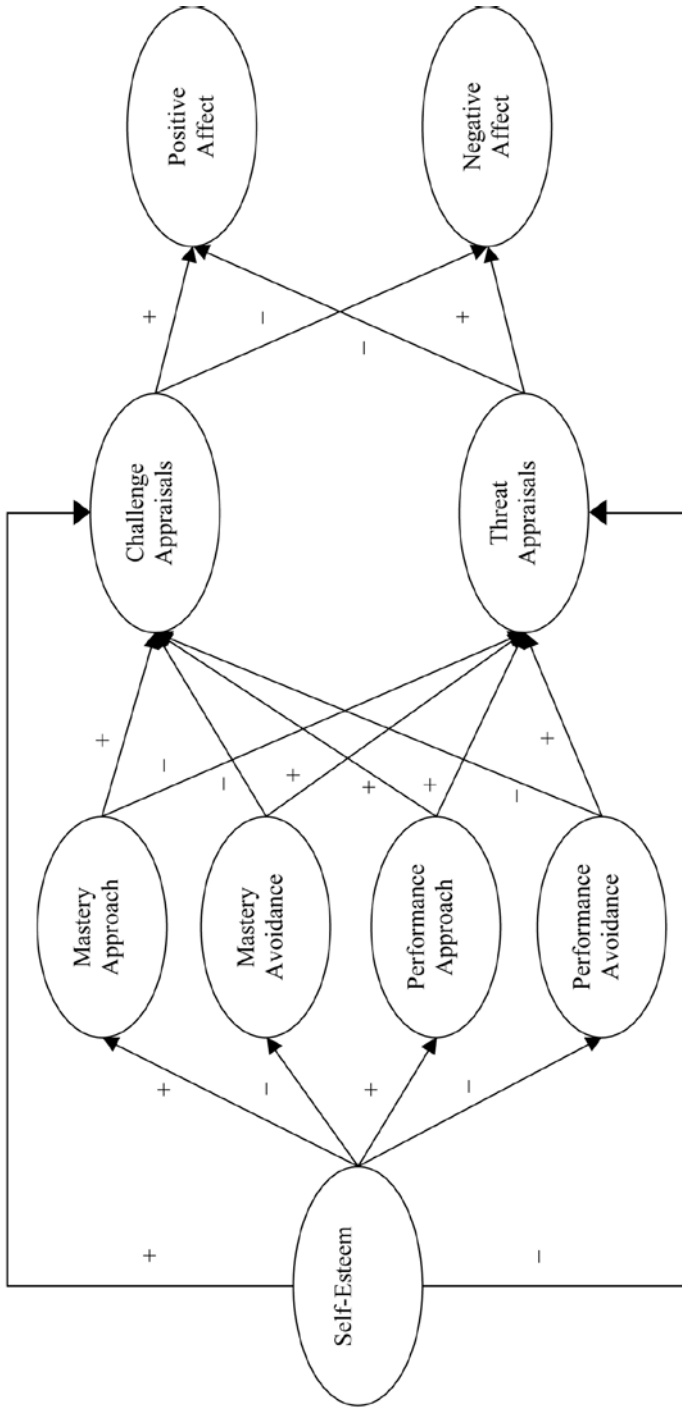 Self-Esteem
+
−
+
−
+
−
Mastery
Approach
Mastery
Avoidance
Performance
Approach
Performance
Avoidance
+
−
−
+
+
+
−
+
Challenge
Appraisals
Threat
Appraisals
+
−
−
+
Positive
Affect
Negative
Affect